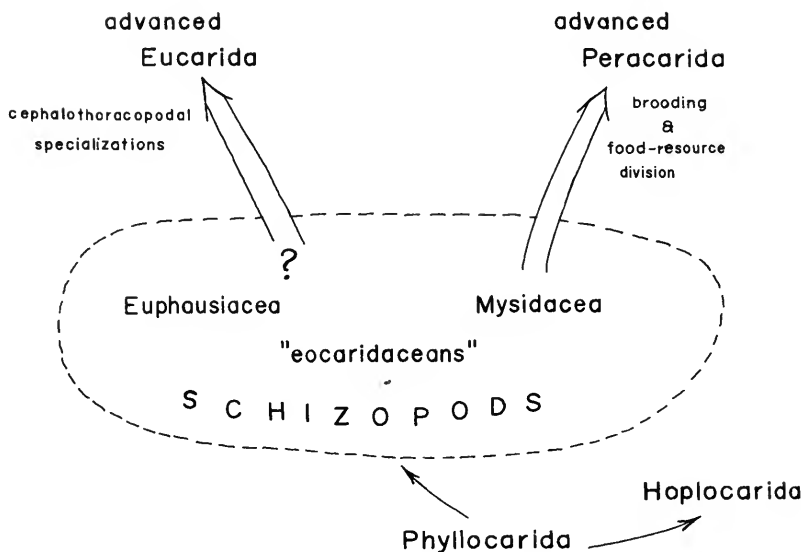 advanced
Eucarida
cephalothoracopodal
specializations
advanced
Peracarida
brooding
&
food-resource
division
?
Euphausiacea
Mysidacea
"eocaridaceans"
SCHIZOPODS
Hoplocarida
Phyllocarida